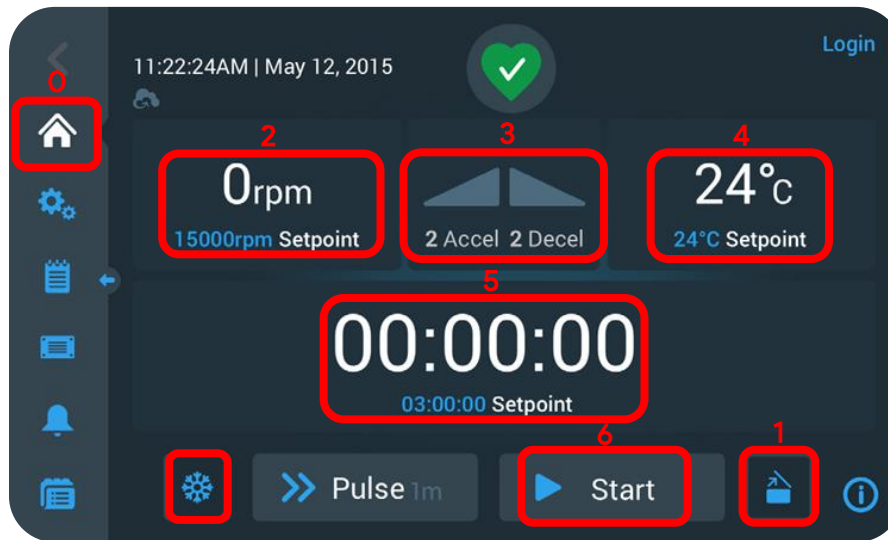 Login
11:22:24AM | May 12, 2015
0
2
3
4
0rpm
24°C
15000rpm Setpoint
2 Accel 2 Decel
24°C Setpoint
5
00:00:00
03:00:00 Setpoint
6
1
Pulse 1m
Start